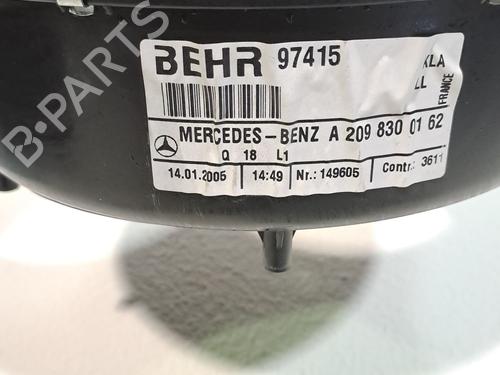 B-PARTS
BEHR 97415 KLA
LL
FRANCE
MERCEDES-BENZ A 209 830 01 62
Q 18 L1
14.01.2005 14:49 Nr.: 149605 Contr.: 3611